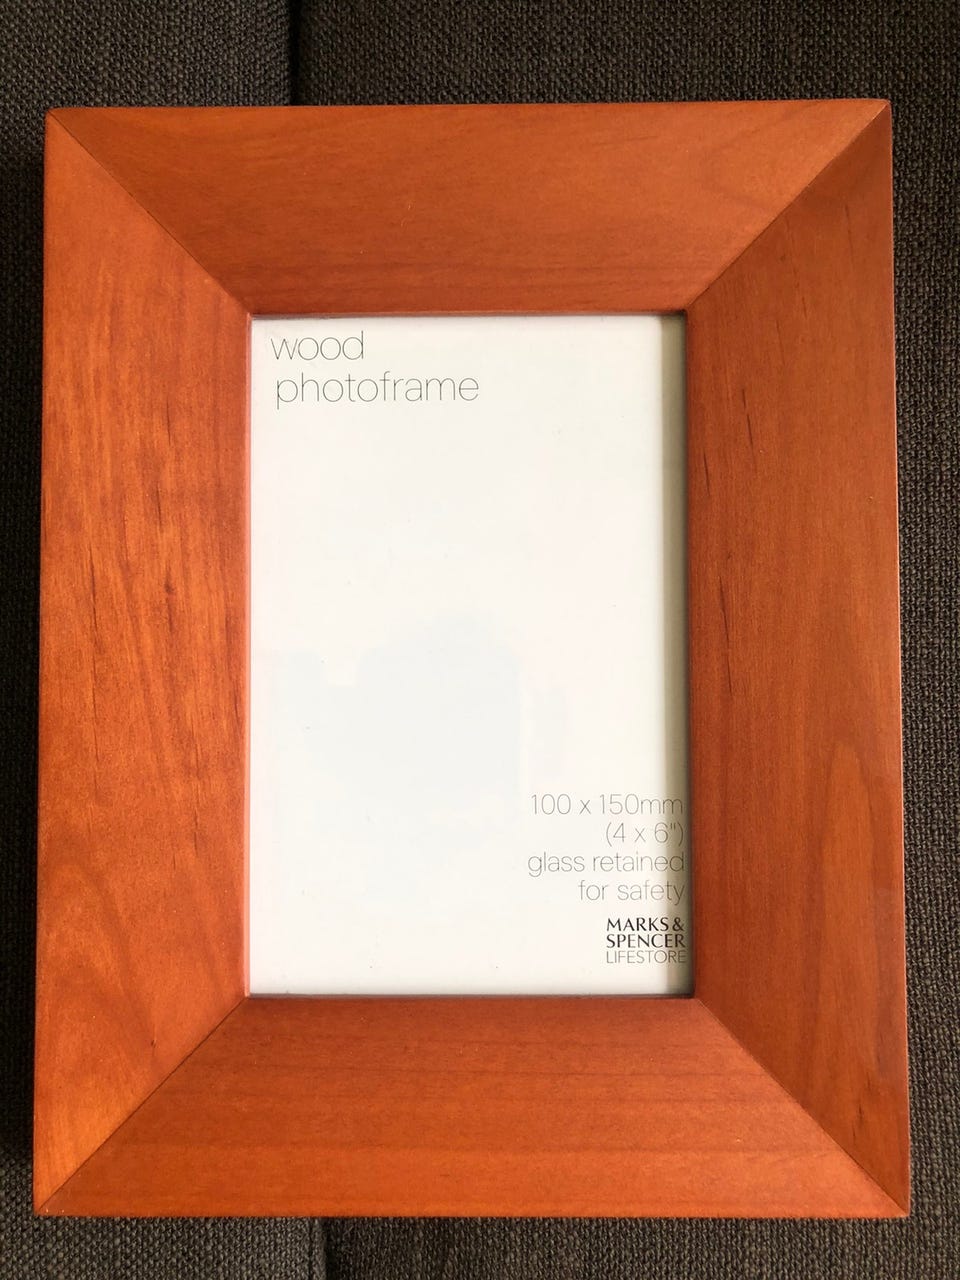 wood
photoframe
100 x 150mm
(4 x 6")
glass retained
for safety
MARKS &
SPENCER
LIFESTORE